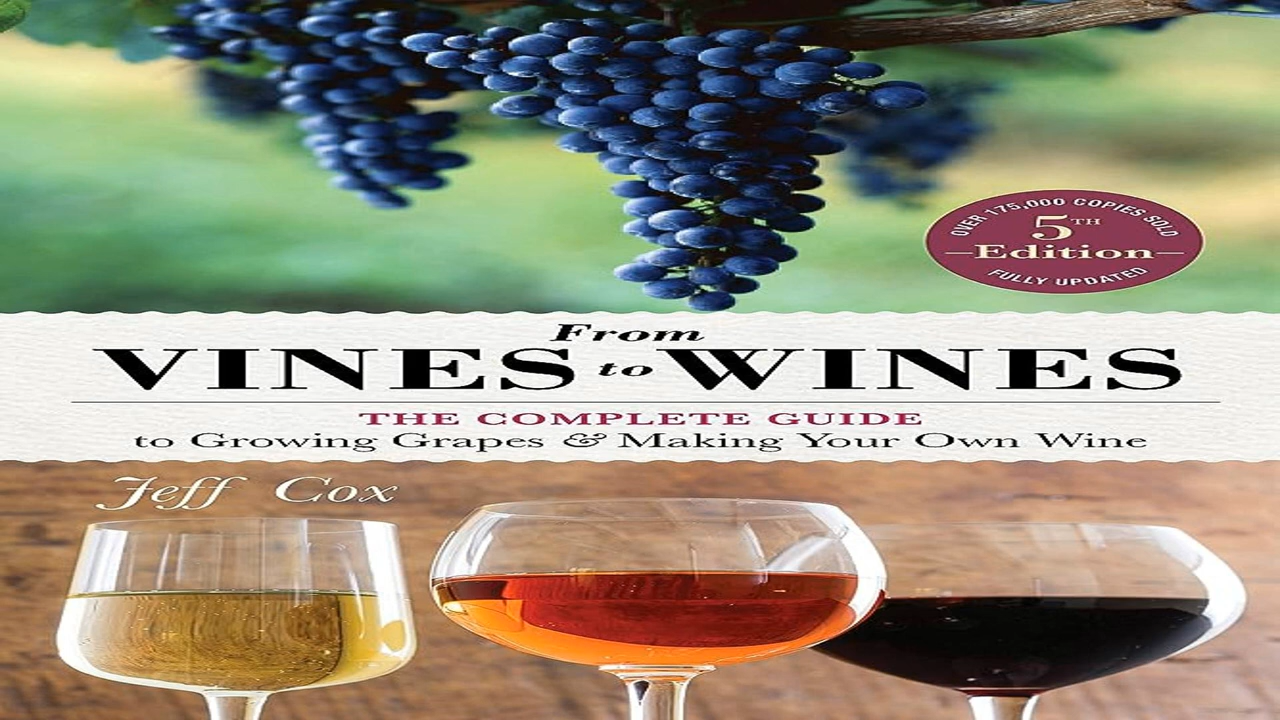 OVER 175,000 COPIES SOLD
5TH
Edition
FULLY UPDATED
From
VINES to WINES
THE COMPLETE GUIDE
to Growing Grapes & Making Your Own Wine
Jeff Cox